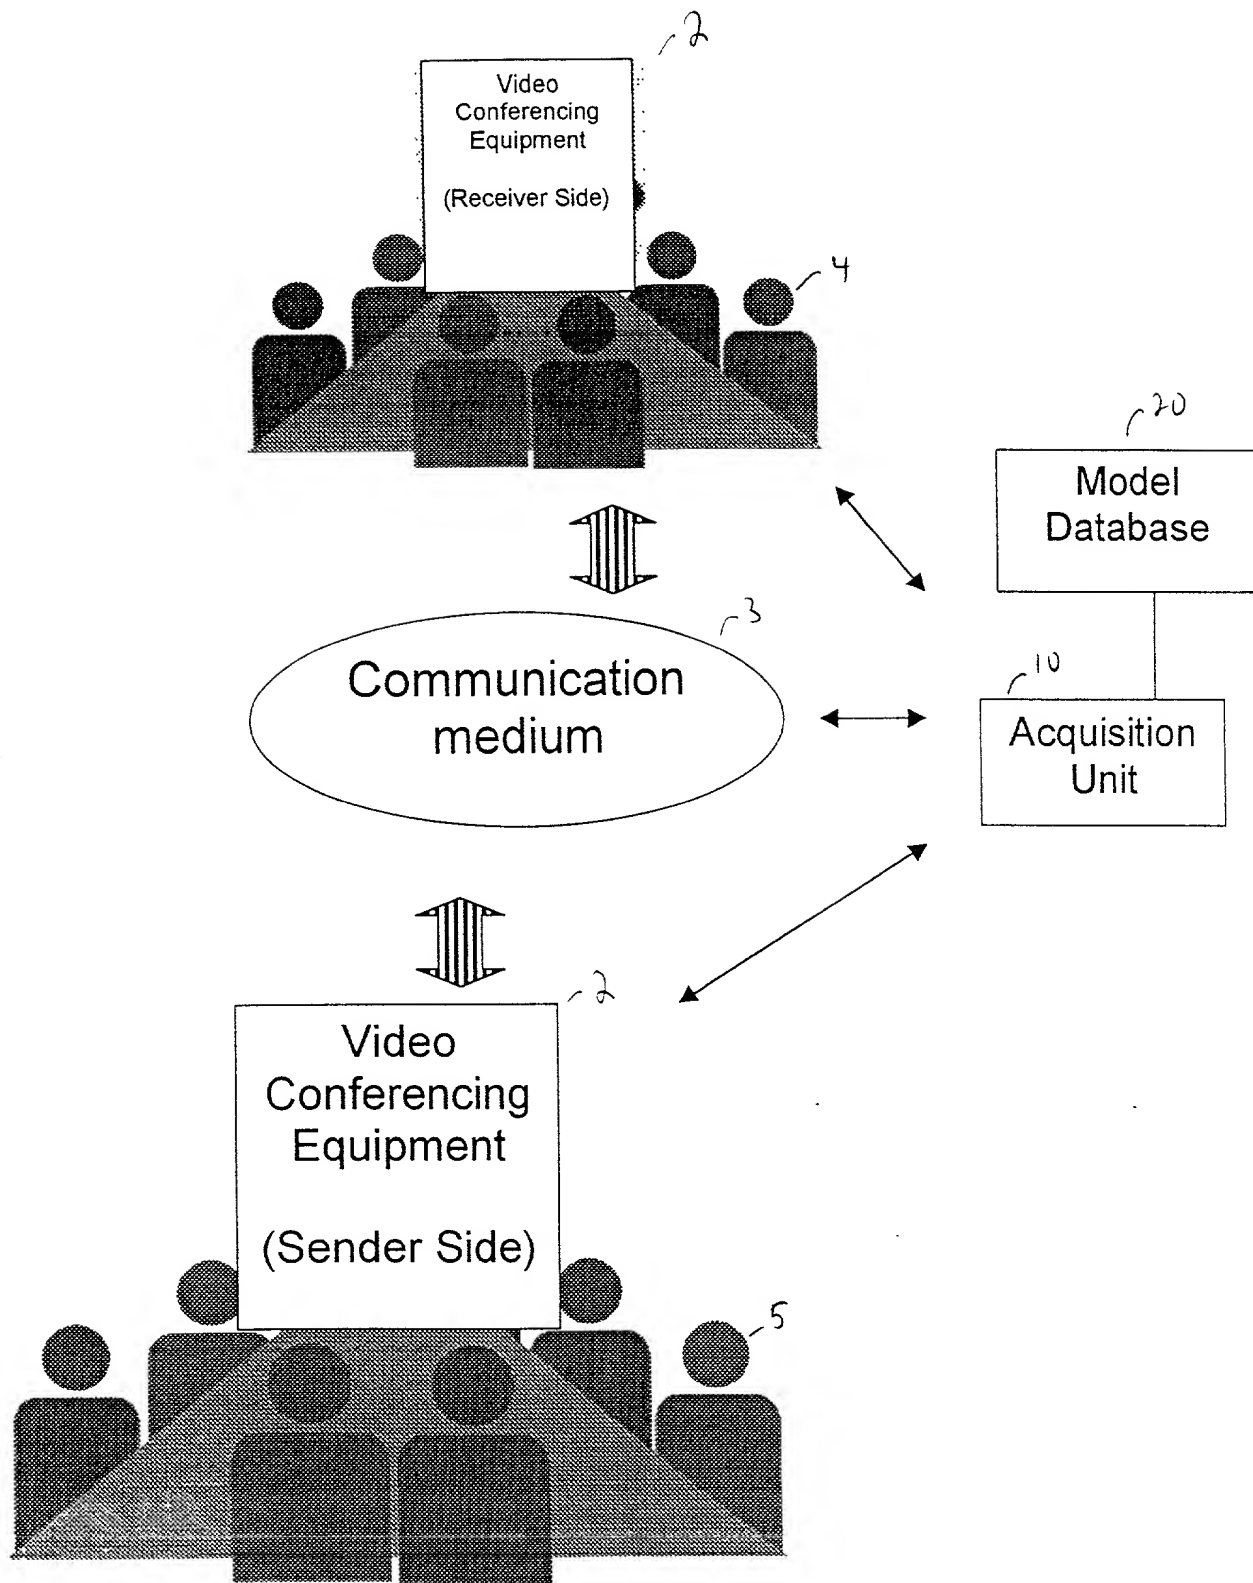 2
Video
Conferencing
Equipment
(Receiver Side)
4
20
Model
Database
3
Communication
medium
10
Acquisition
Unit
2
Video
Conferencing
Equipment
(Sender Side)
5